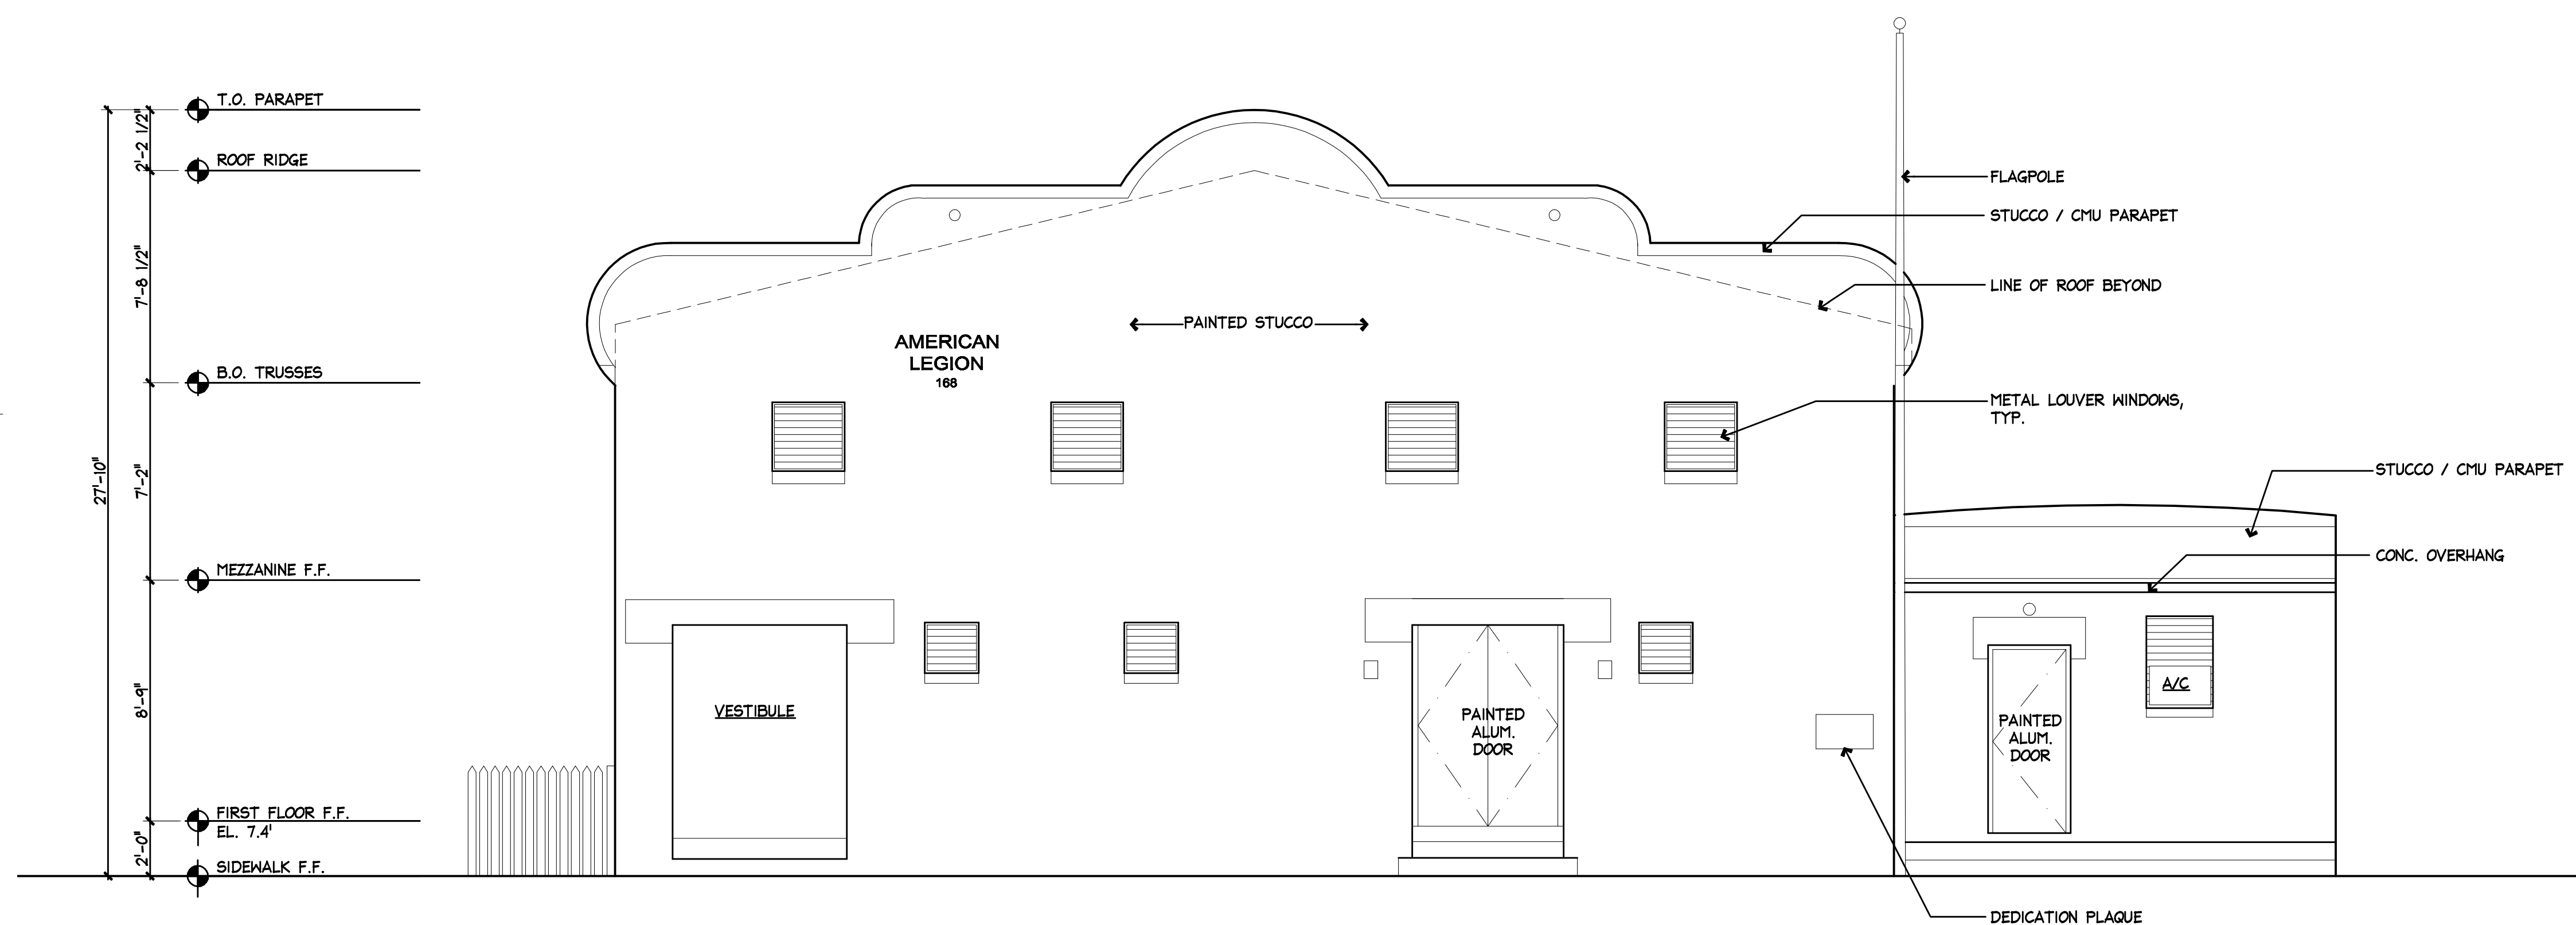 T.O. PARAPET
2'-2 1/2"
ROOF RIDGE
7'-8 1/2"
B.O. TRUSSES
27'-10"
7'-2"
MEZZANINE F.F.
8'-9"
FIRST FLOOR F.F.
EL. 7.4'
2'-0"
SIDEWALK F.F.
AMERICAN
LEGION
168
PAINTED STUCCO
VESTIBULE
PAINTED
ALUM.
DOOR
FLAGPOLE
STUCCO / CMU PARAPET
LINE OF ROOF BEYOND
METAL LOUVER WINDOWS,
TYP.
STUCCO / CMU PARAPET
CONC. OVERHANG
A/C
PAINTED
ALUM.
DOOR
DEDICATION PLAQUE